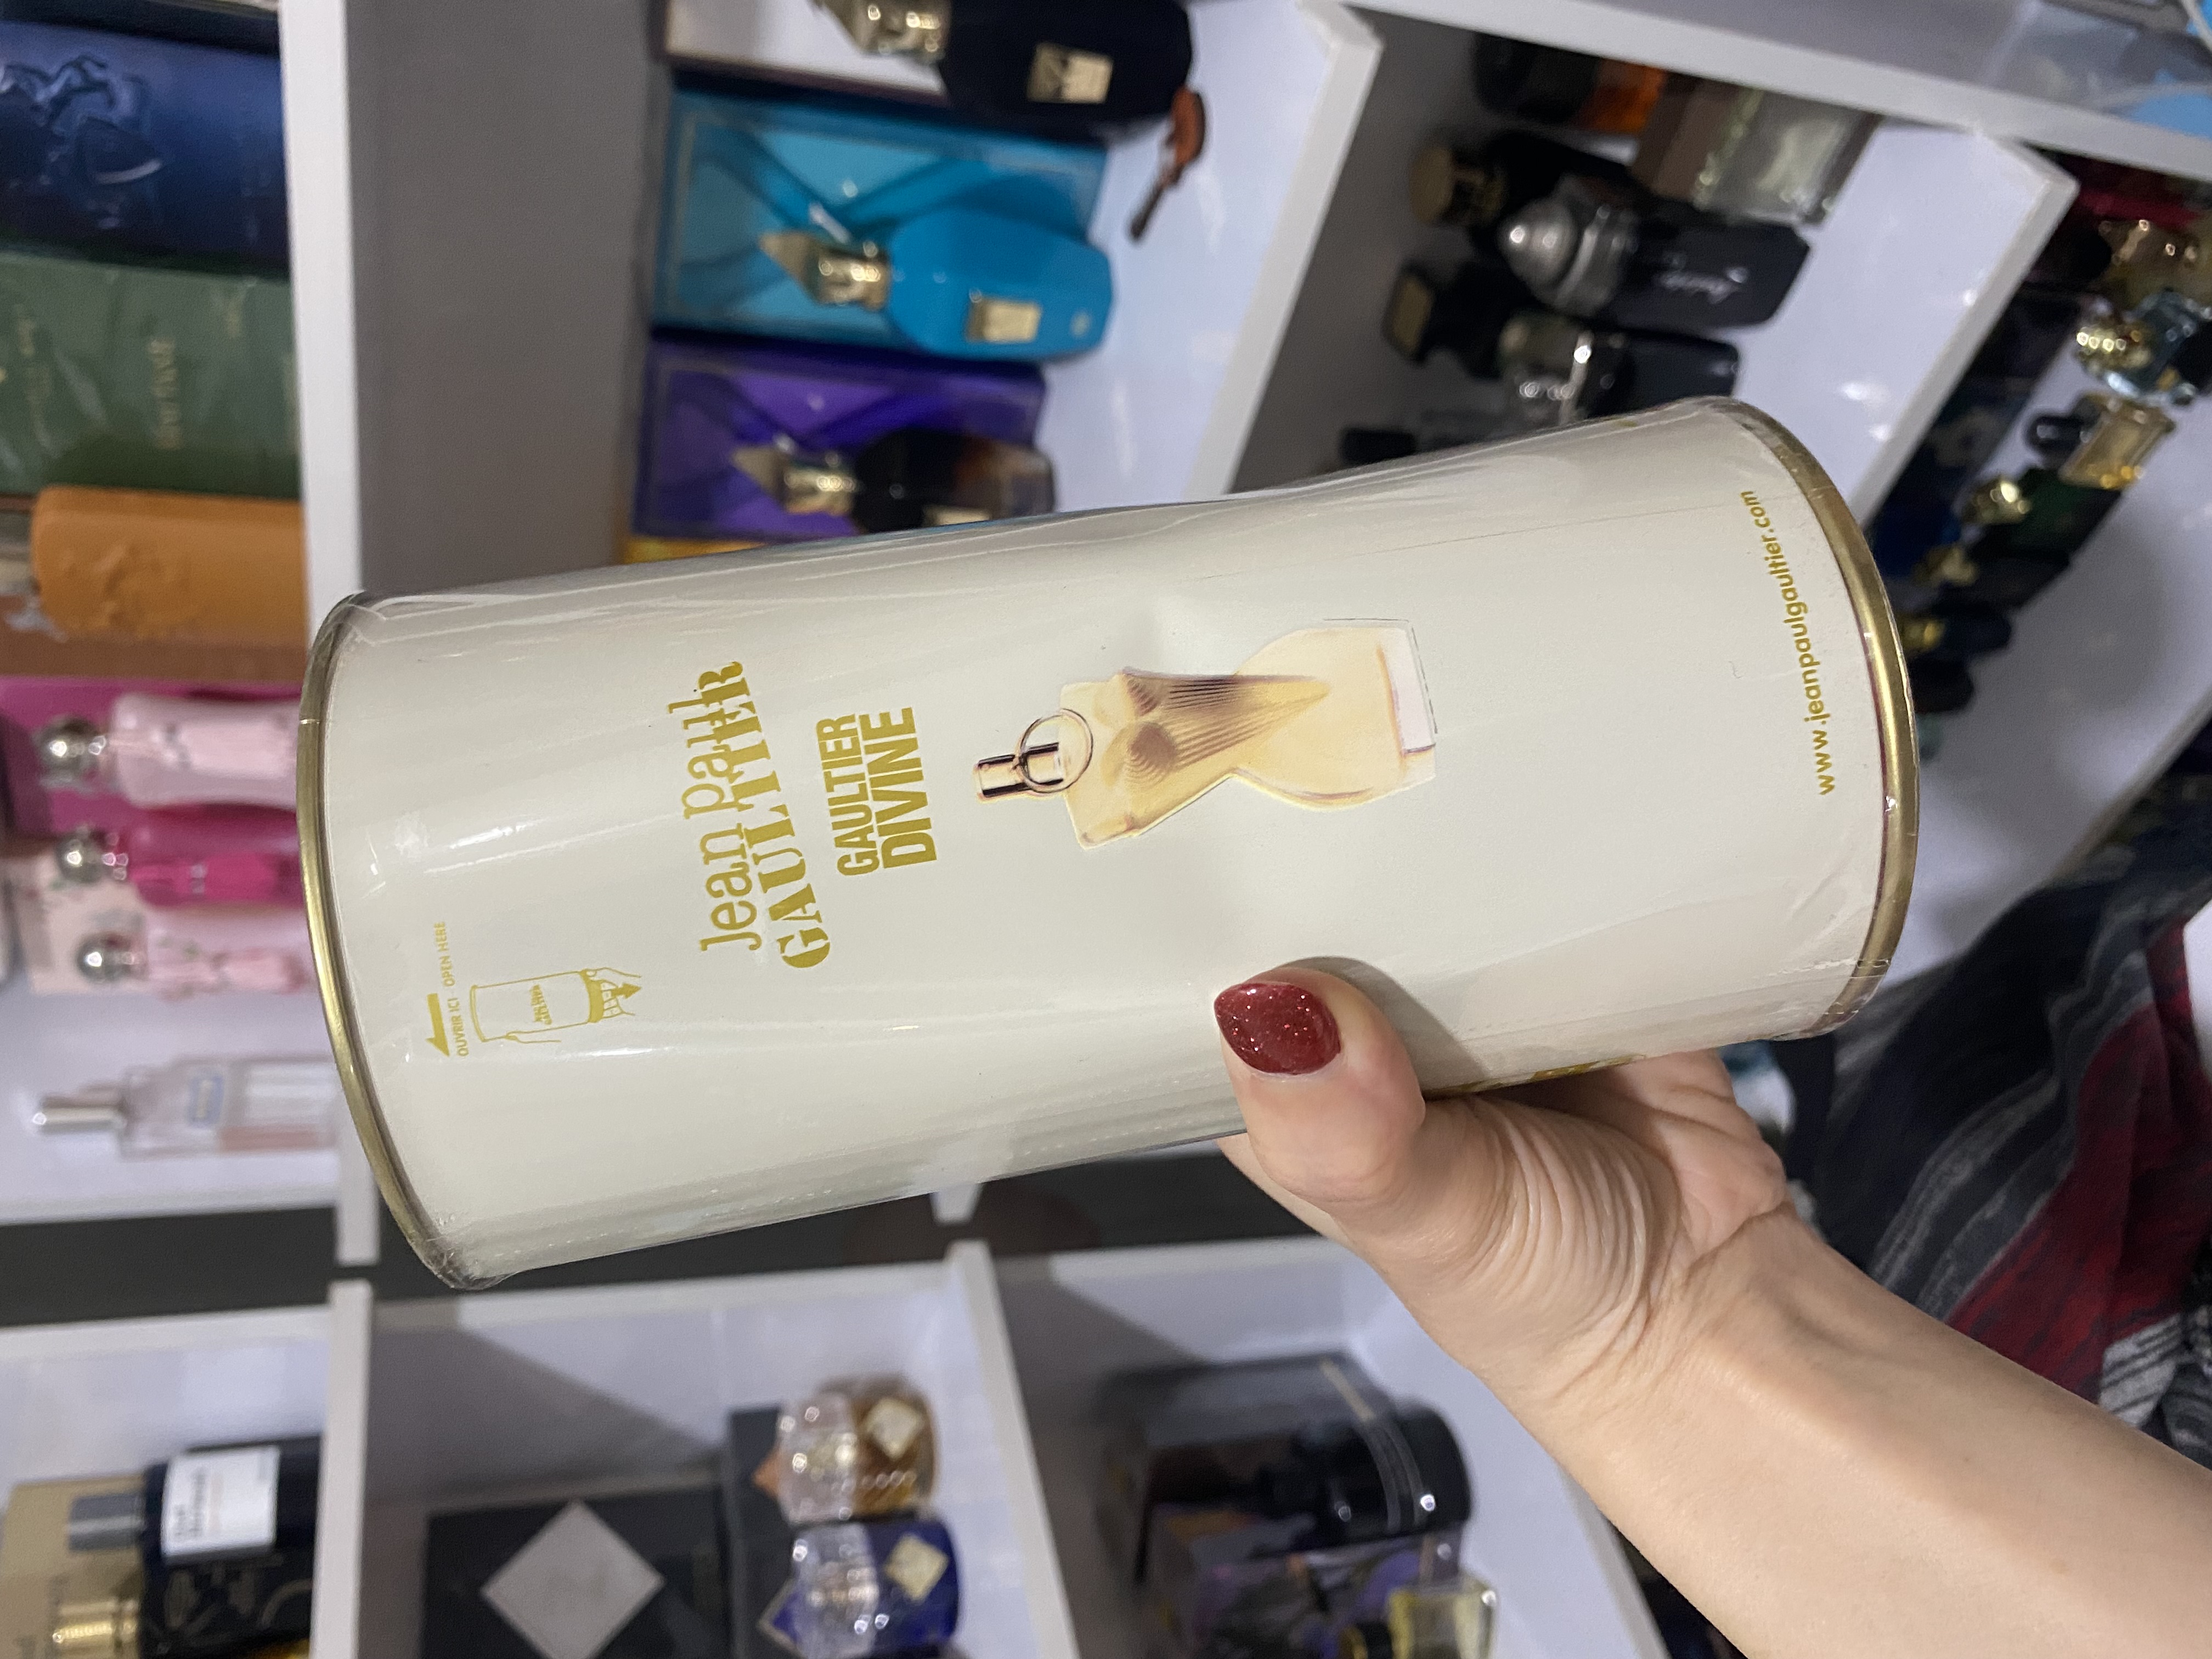 OUVRIR ICI - OPEN HERE
Jean Paul
GAULTIER
GAULTIER
DIVINE
www.jeanpaulgaultier.com